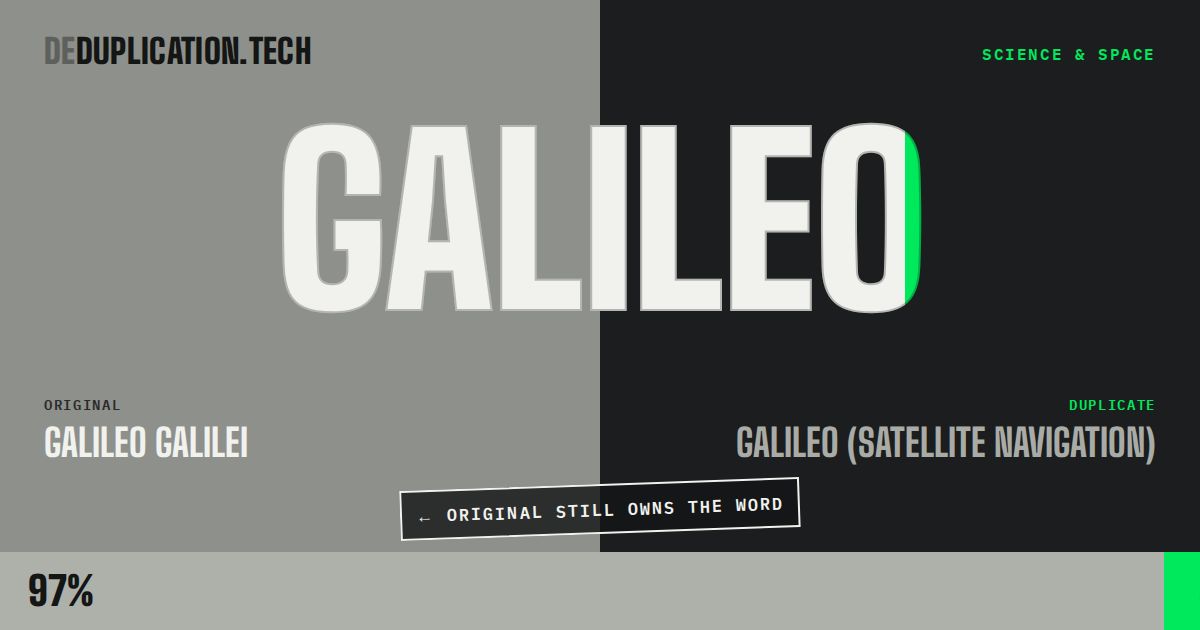 DEDUPLICATION.TECH
SCIENCE & SPACE
GALILEO
ORIGINAL
GALILEO GALILEI
DUPLICATE
GALILEO (SATELLITE NAVIGATION)
← ORIGINAL STILL OWNS THE WORD
97%